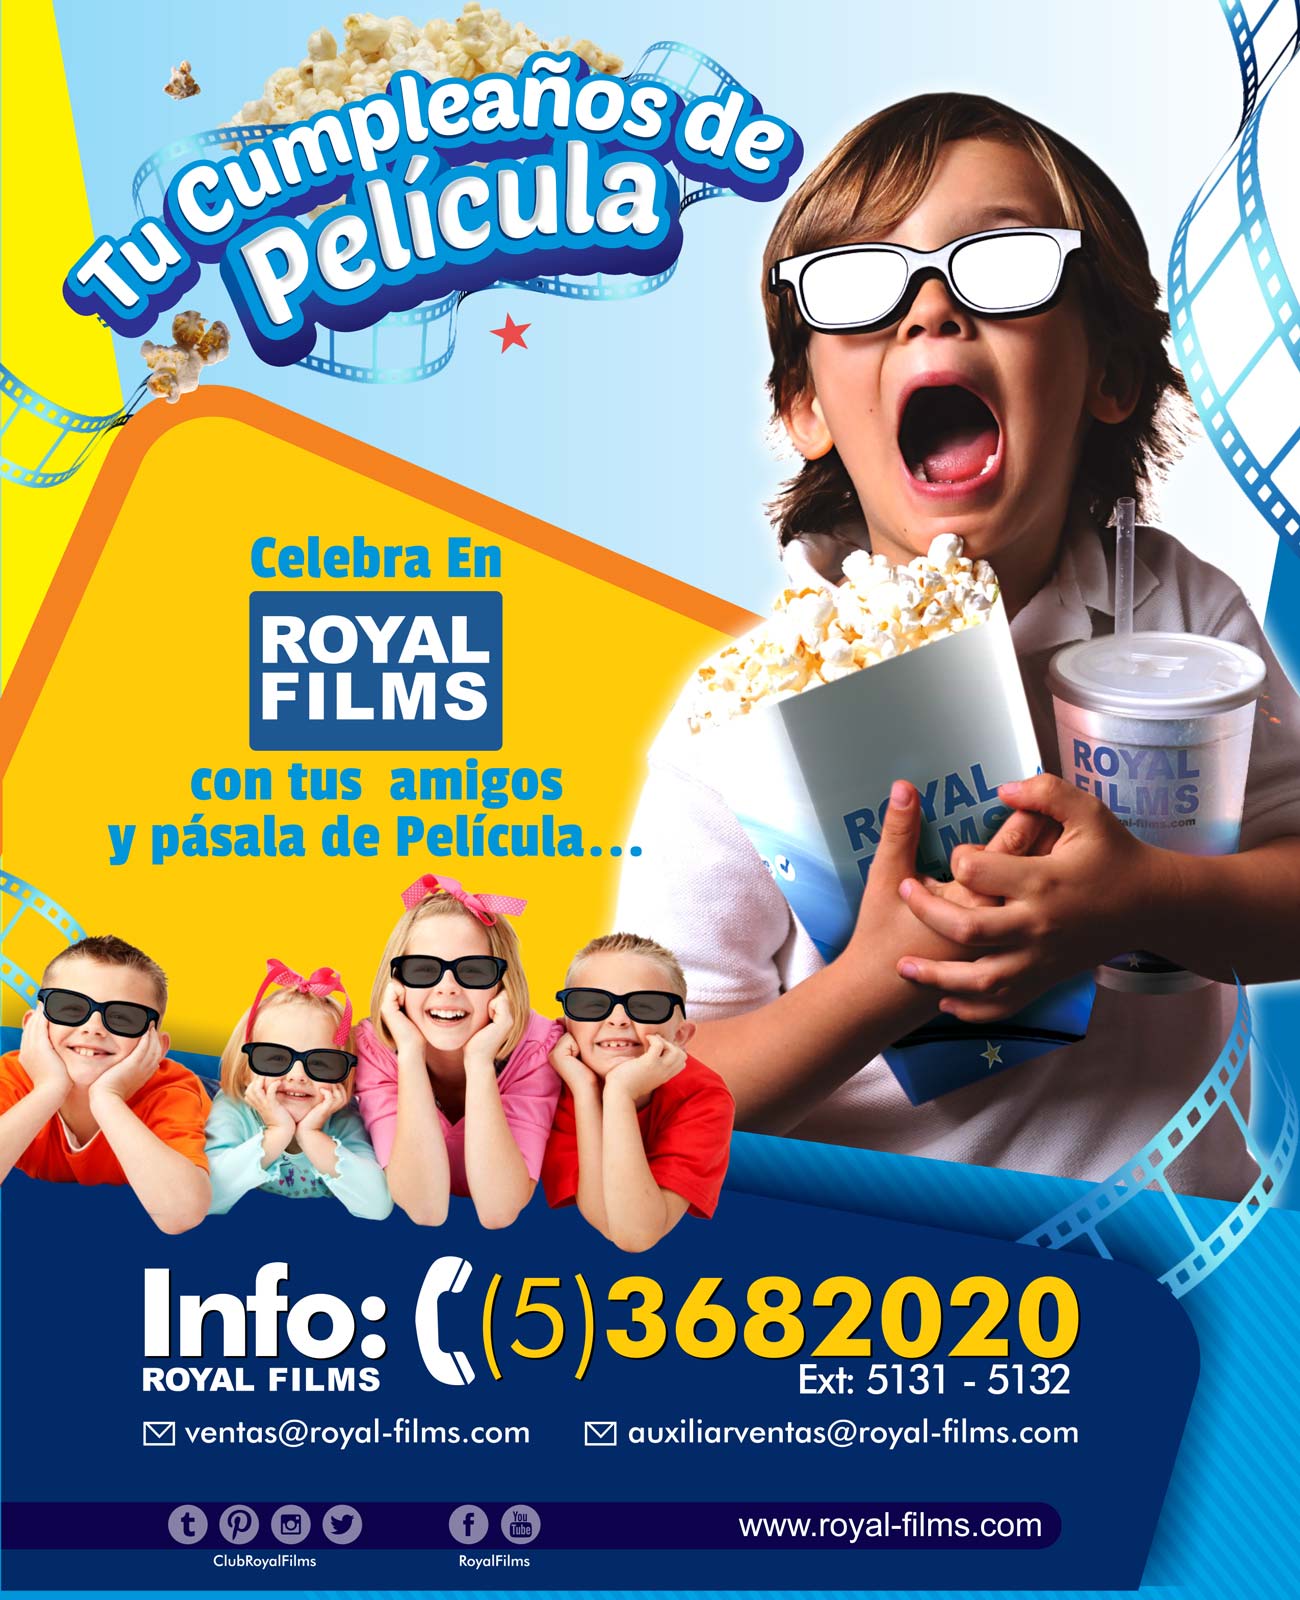 Tu Cumpleaños de
Película
Celebra En
ROYAL
FILMS
con tus amigos
y pásala de Película...
ROYAL
FILMS
ROYAL
FILMS
Info:
ROYAL FILMS
(5)3682020
Ext: 5131 - 5132
ventas@royal-films.com
auxiliarventas@royal-films.com
ClubRoyalFilms
RoyalFilms
You
Tube
www.royal-films.com